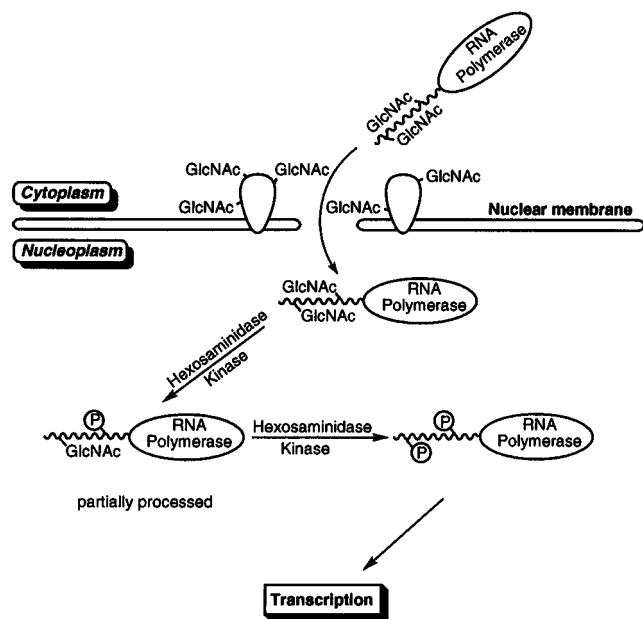 RNA
Polymerase
GlcNAc
GlcNAc
GlcNAc
GlcNAc
GlcNAc
GlcNAc
GlcNAc
Cytoplasm
Nuclear membrane
Nucleoplasm
GlcNAc
GlcNAc
RNA
Polymerase
Hexosaminidase
Kinase
P
GlcNAc
RNA
Polymerase
Hexosaminidase
Kinase
P
P
RNA
Polymerase
partially processed
Transcription